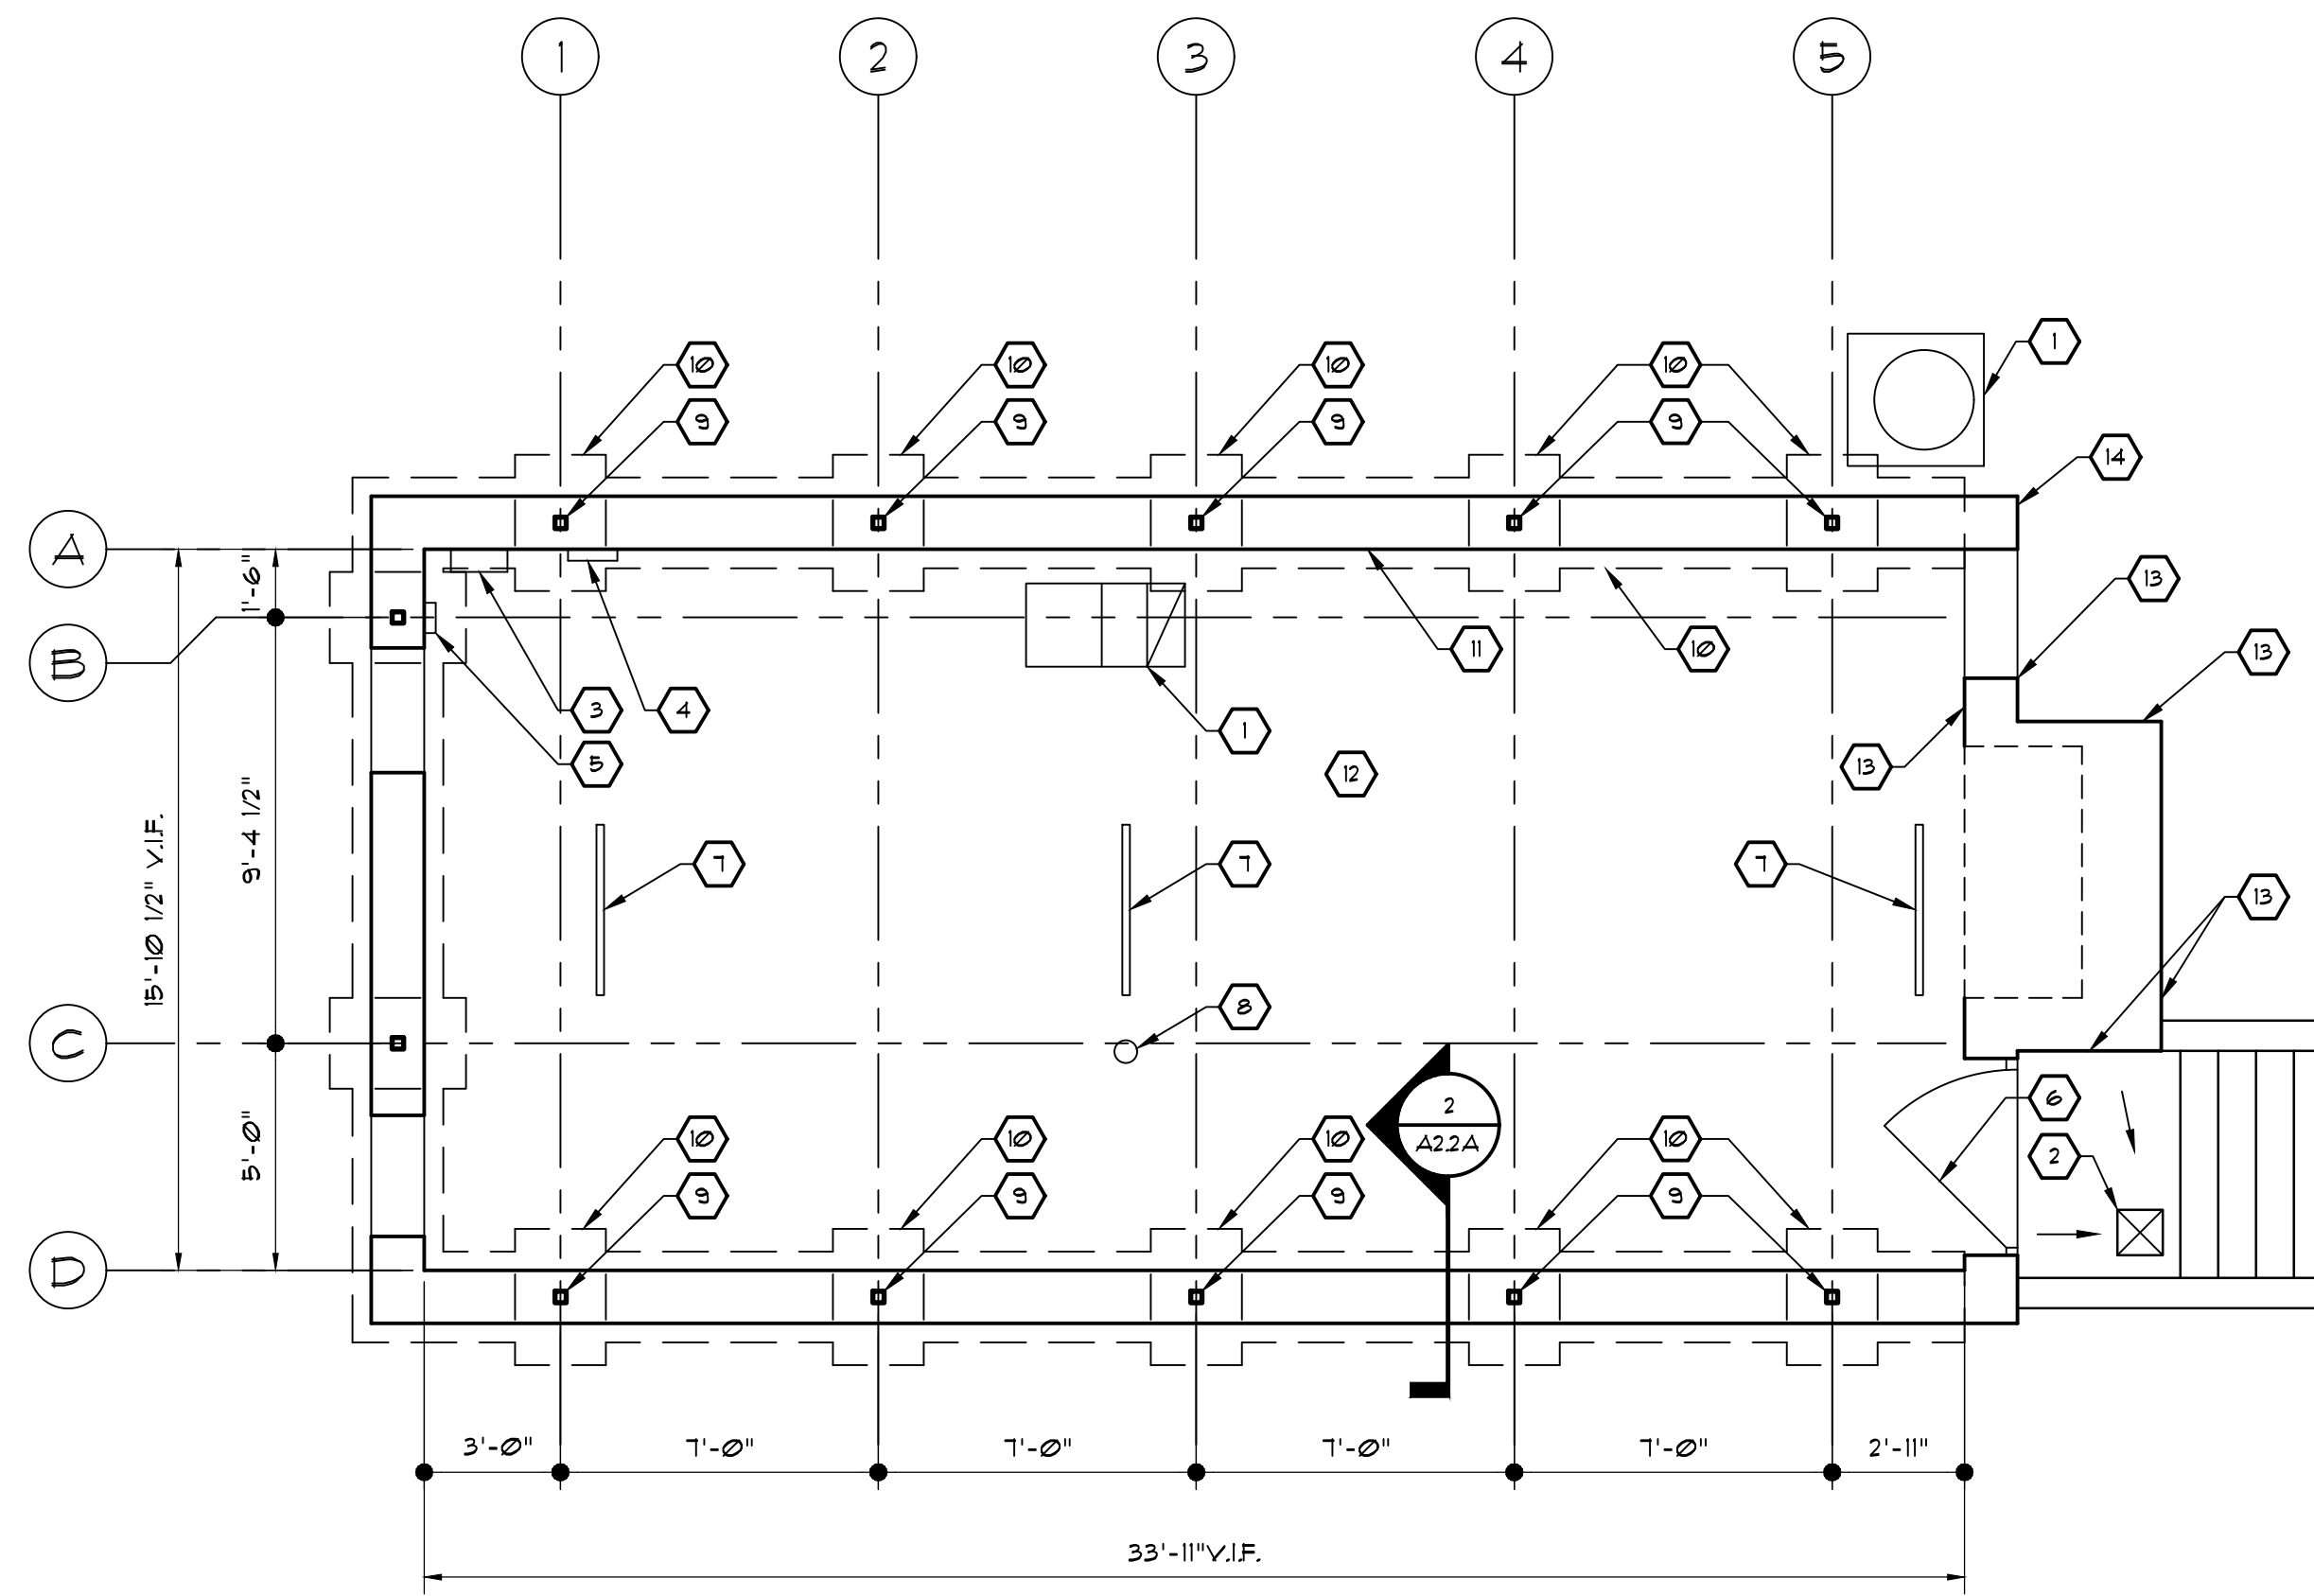 1 2 3 4 5
10 10 10 10 1
9 9 9 9 14
A
1'-6"
13
B
11 10 13
3 4 1
5 12 13
9'-4 1/2"
15'-10 1/2" V.I.F.
7 7 7
13
8
C
2
A2.2A
6
5'-0"
10 10 10 10
2
9 9 9 9
D
3'-0" 7'-0" 7'-0" 7'-0" 7'-0" 2'-11"
33'-11" V.I.F.